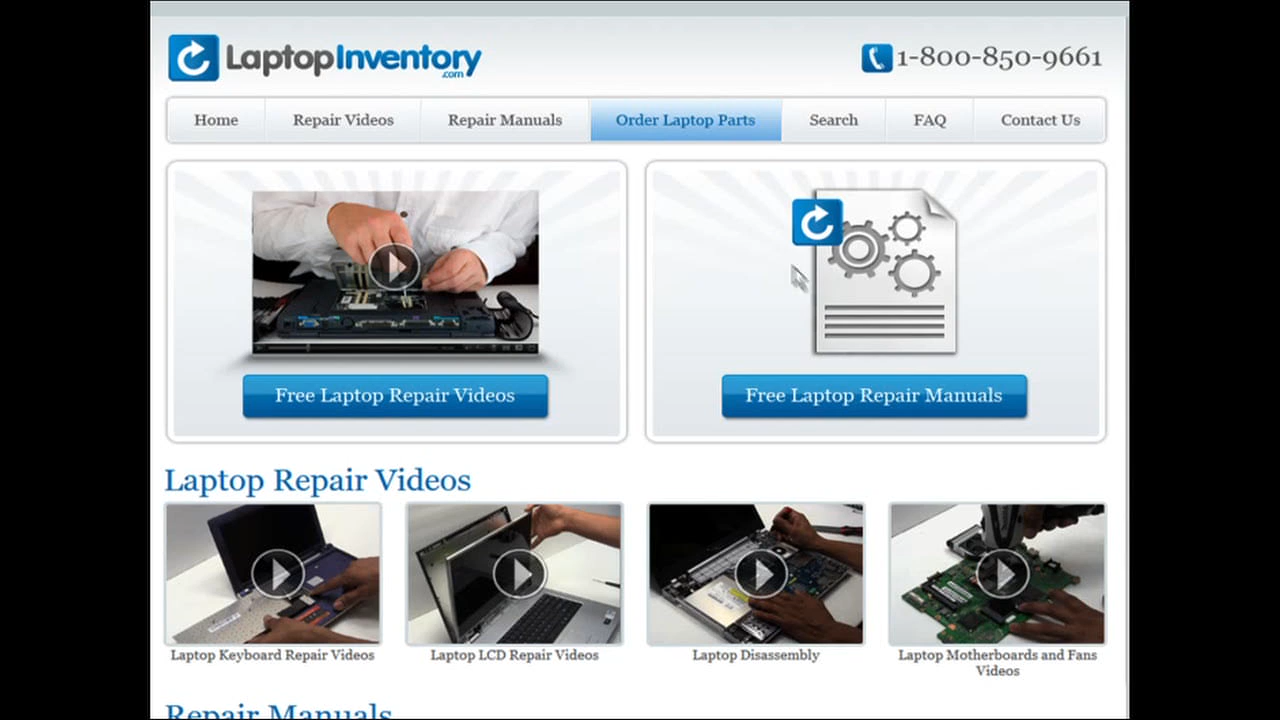 LaptopInventory
.com
1-800-850-9661
Home
Repair Videos
Repair Manuals
Order Laptop Parts
Search
FAQ
Contact Us
Free Laptop Repair Videos
Free Laptop Repair Manuals
Laptop Repair Videos
Laptop Keyboard Repair Videos
Laptop LCD Repair Videos
Laptop Disassembly
Laptop Motherboards and Fans
Videos
Repair Manuals